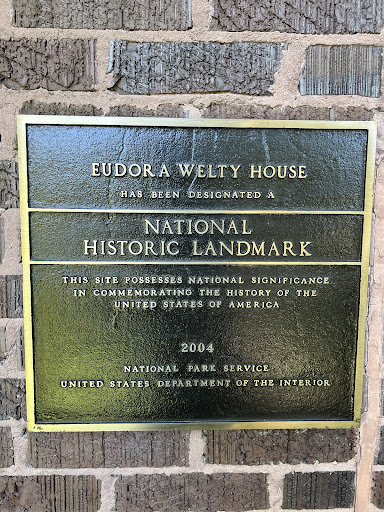 EUDORA WELTY HOUSE
HAS BEEN DESIGNATED A
NATIONAL
HISTORIC LANDMARK
THIS SITE POSSESSES NATIONAL SIGNIFICANCE
IN COMMEMORATING THE HISTORY OF THE
UNITED STATES OF AMERICA
2004
NATIONAL PARK SERVICE
UNITED STATES DEPARTMENT OF THE INTERIOR